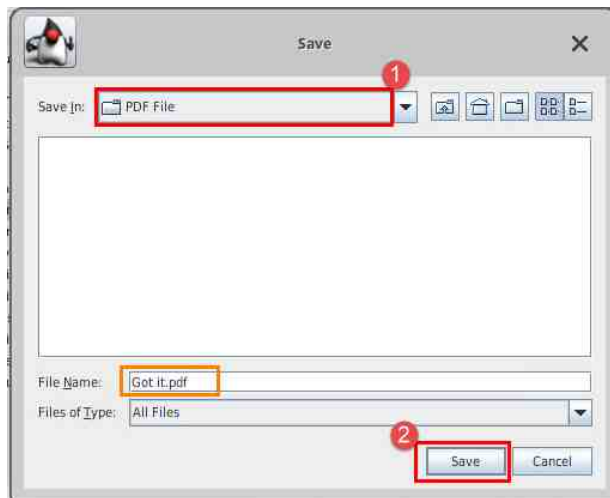 Save
1
Save In: PDF File
File Name: Got it.pdf
Files of Type: All Files
2
Save Cancel